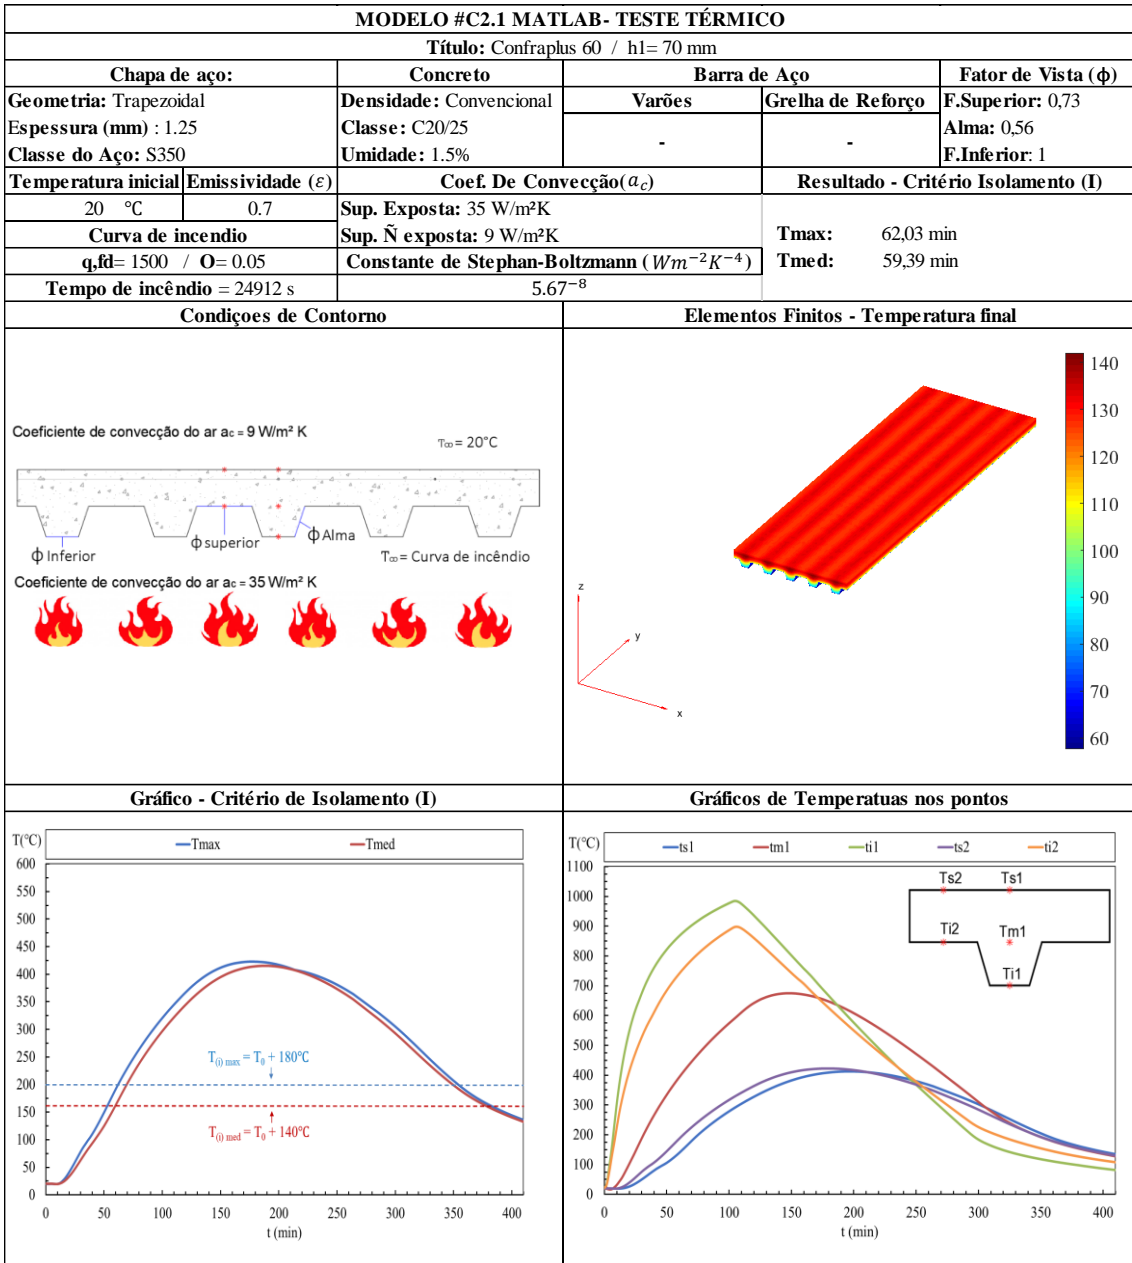 MODELO #C2.1 MATLAB- TESTE TÉRMICO
Título: Confraplus 60 / h1= 70 mm
Chapa de aço:
Concreto
Barra de Aço
Fator de Vista (ϕ)
Geometria: Trapezoidal
Densidade: Convencional
Varões
Grelha de Reforço
F.Superior: 0,73
Espessura (mm) : 1.25
Classe: C20/25
-
-
Alma: 0,56
Classe do Aço: S350
Umidade: 1.5%
F.Inferior: 1
Temperatura inicial
Emissividade (ε)
Coef. De Convecção(a_c)
Resultado - Critério Isolamento (I)
20 °C
0.7
Sup. Exposta: 35 W/m²K
Curva de incendio
Sup. Ñ exposta: 9 W/m²K
Tmax: 62,03 min
q,fd= 1500 / O= 0.05
Constante de Stephan-Boltzmann (Wm⁻²K⁻⁴)
Tmed: 59,39 min
Tempo de incêndio = 24912 s
5.67⁻⁸
Condiçoes de Contorno
Elementos Finitos - Temperatura final
Coeficiente de convecção do ar ac = 9 W/m² K
T∞ = 20°C
ϕ Inferior
ϕ superior
ϕ Alma
T∞= Curva de incêndio
Coeficiente de convecção do ar ac = 35 W/m² K
z
y
x
140
130
120
110
100
90
80
70
60
Gráfico - Critério de Isolamento (I)
Gráficos de Temperatuas nos pontos
T(°C)
Tmax
Tmed
600
550
500
450
400
350
300
250
200
150
100
50
0
T(i) max = T0 + 180°C
T(i) med = T0 + 140°C
0 50 100 150 200 250 300 350 400
t (min)
T(°C)
ts1
tm1
ti1
ts2
ti2
1100
1000
900
800
700
600
500
400
300
200
100
0
Ts2
Ts1
Ti2
Tm1
Ti1
0 50 100 150 200 250 300 350 400
t (min)